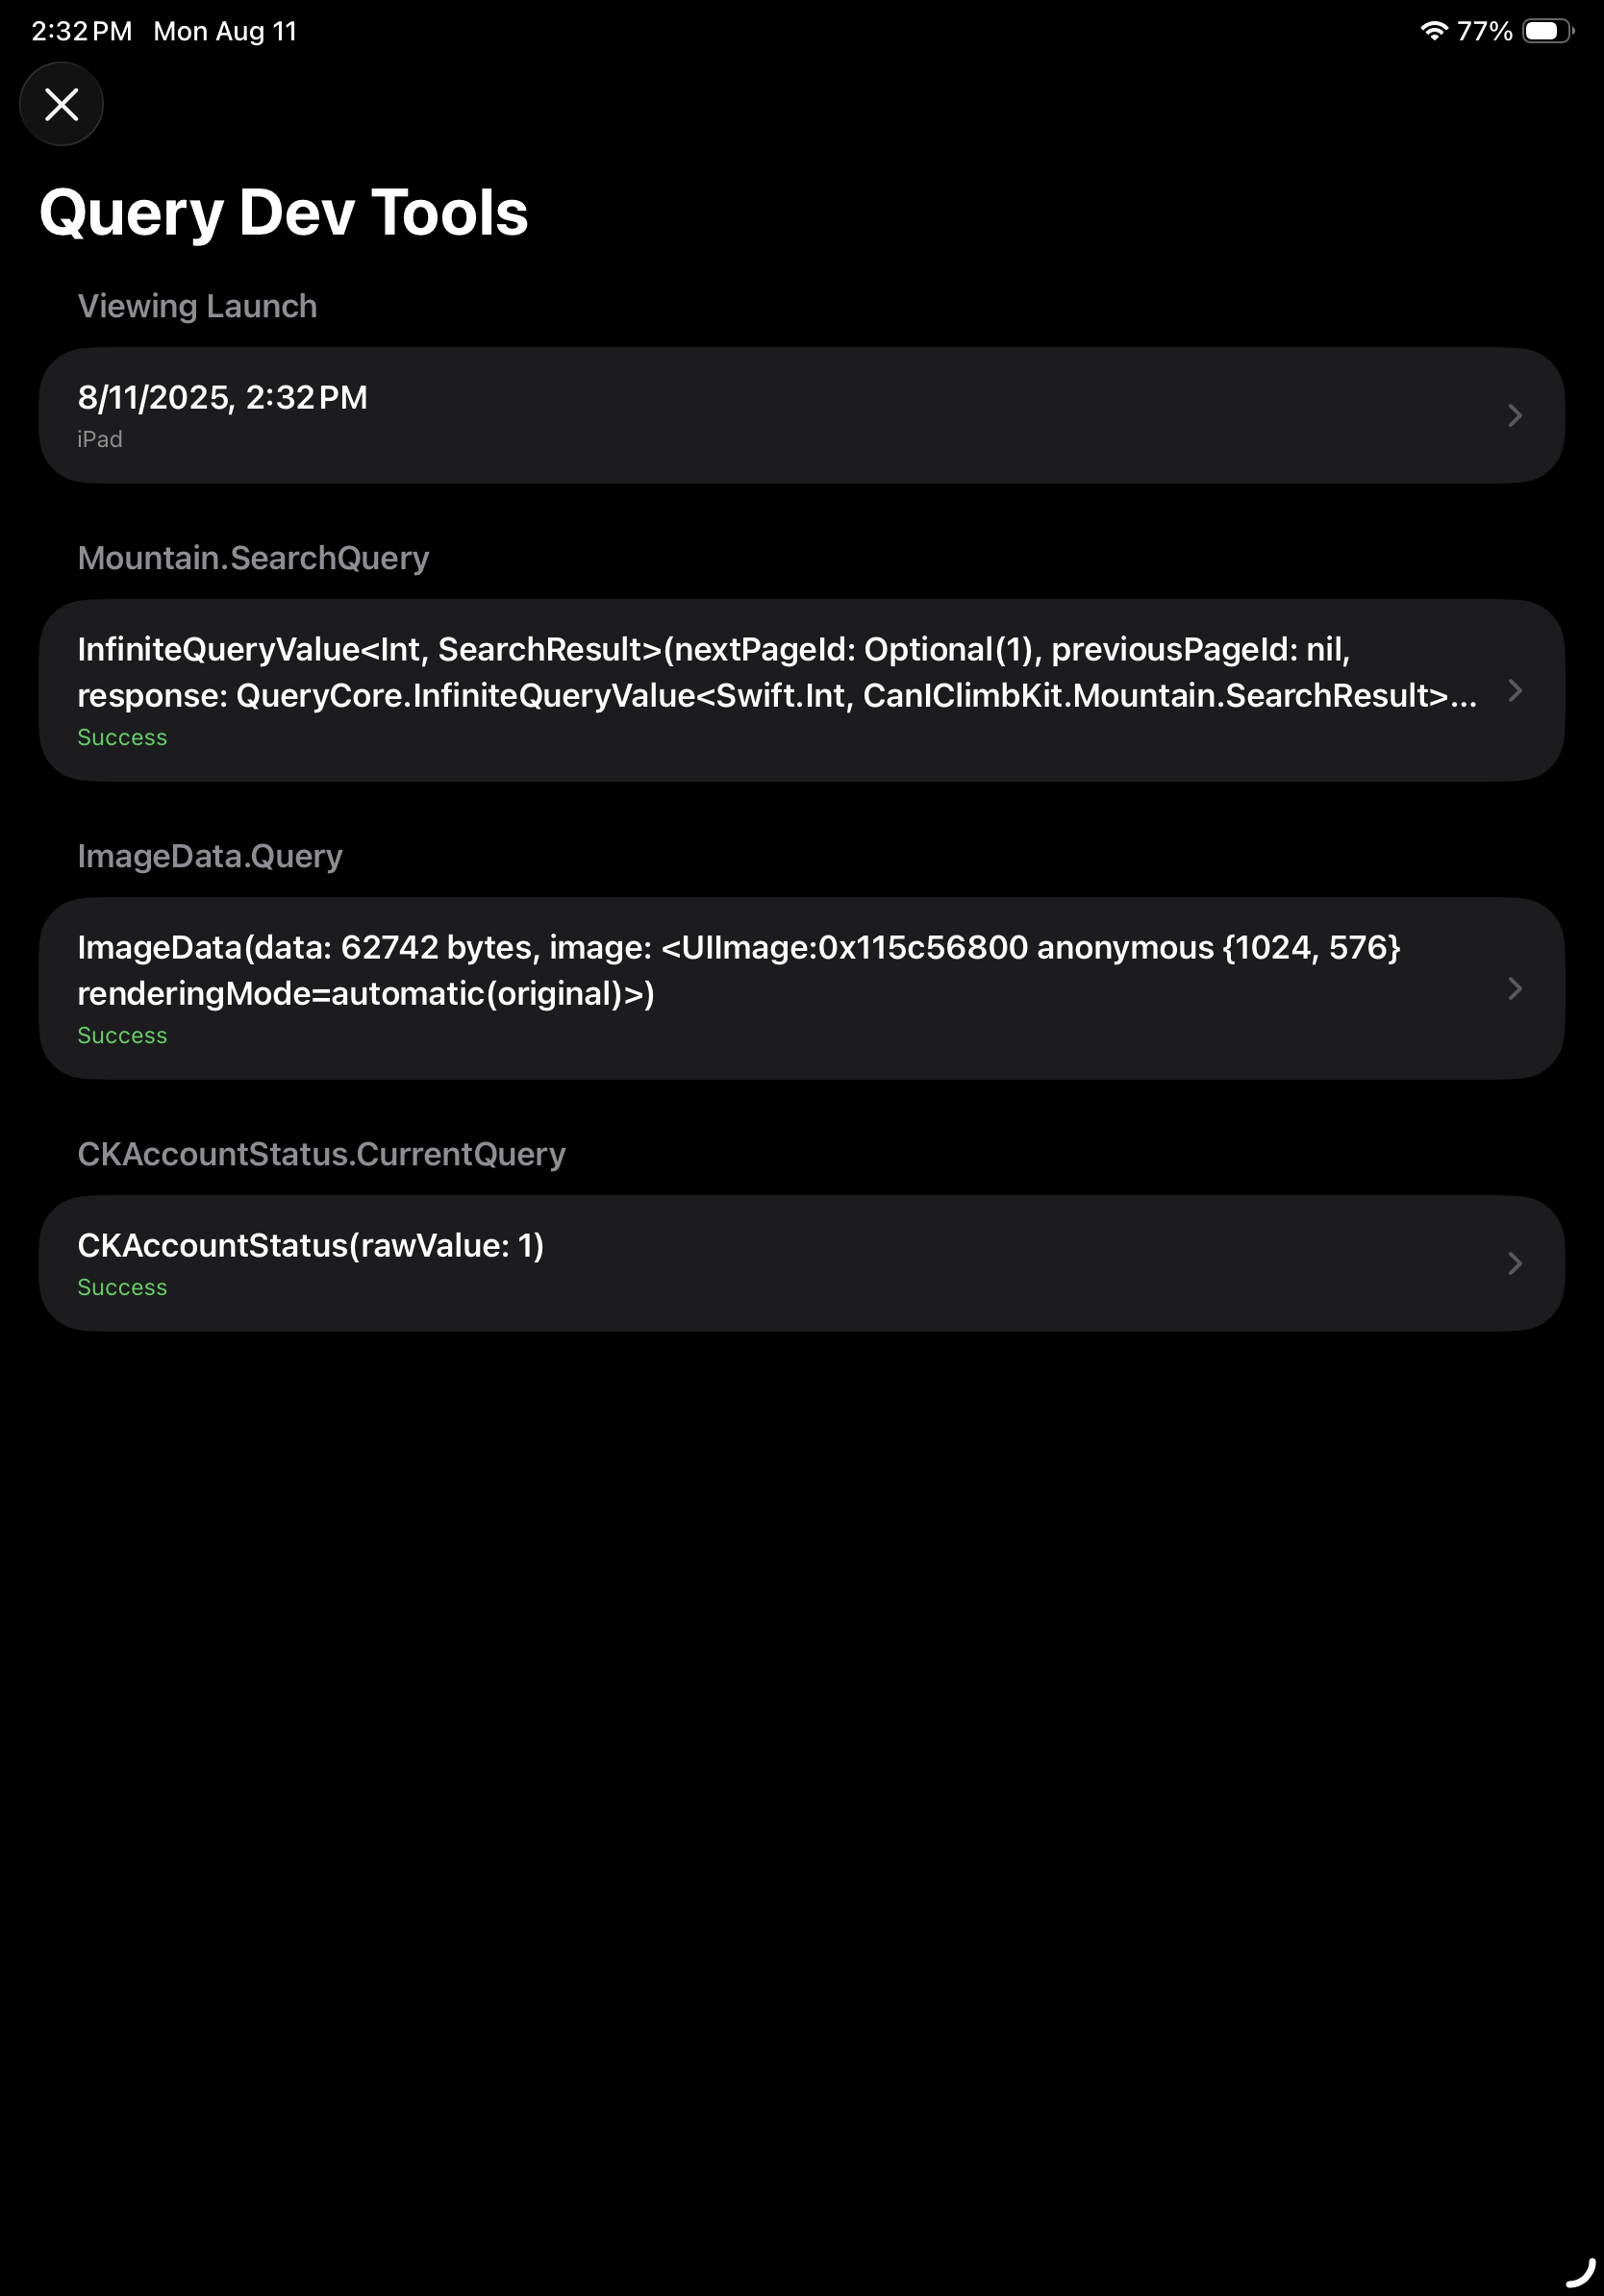 2:32 PM Mon Aug 11
77%
Query Dev Tools
Viewing Launch
8/11/2025, 2:32 PM
iPad
Mountain.SearchQuery
InfiniteQueryValue<Int, SearchResult>(nextPageId: Optional(1), previousPageId: nil,
response: QueryCore.InfiniteQueryValue<Swift.Int, CanIClimbKit.Mountain.SearchResult>...
Success
ImageData.Query
ImageData(data: 62742 bytes, image: <UIImage:0x115c56800 anonymous {1024, 576}
renderingMode=automatic(original)>)
Success
CKAccountStatus.CurrentQuery
CKAccountStatus(rawValue: 1)
Success